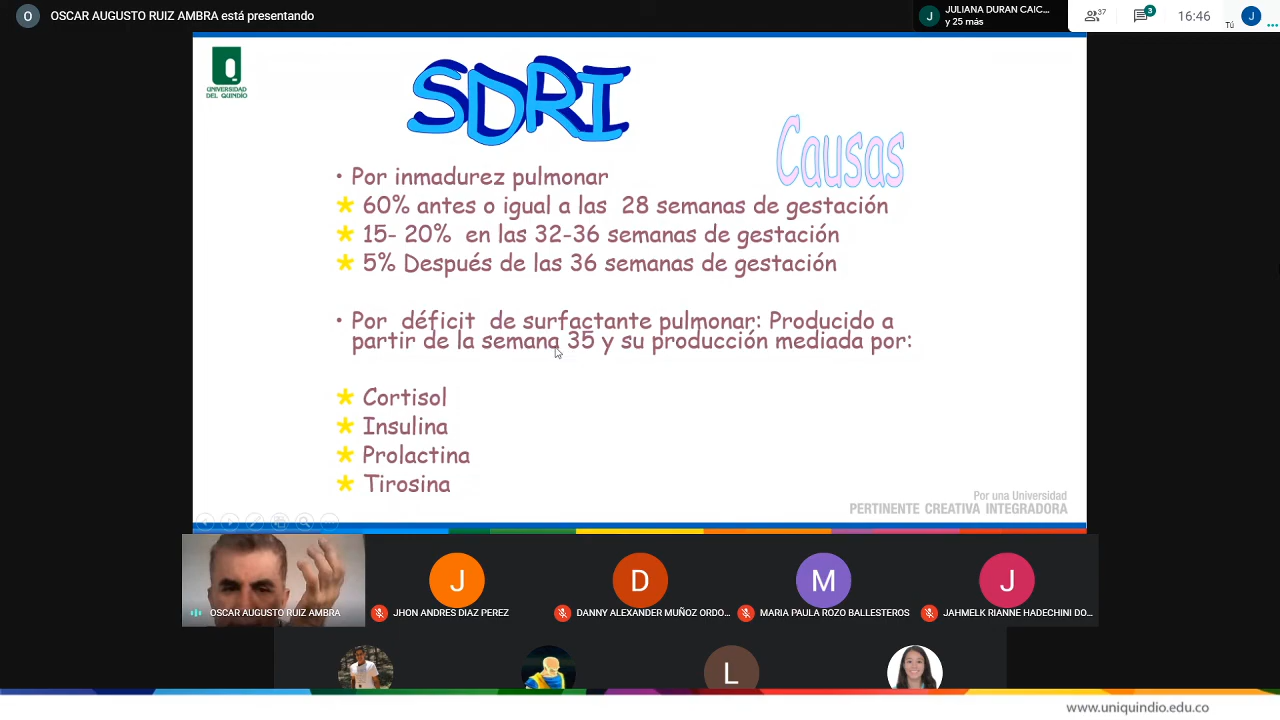 O OSCAR AUGUSTO RUIZ AMBRA está presentando
J JULIANA DURAN CAIC...
y 25 más
37
3
16:46
Tú
J
UNIVERSIDAD
DEL QUINDÍO
SDRI
Causas
• Por inmadurez pulmonar
60% antes o igual a las 28 semanas de gestación
15- 20% en las 32-36 semanas de gestación
5% Después de las 36 semanas de gestación
• Por déficit de surfactante pulmonar: Producido a
partir de la semana 35 y su producción mediada por:
Cortisol
Insulina
Prolactina
Tirosina
Por una Universidad
PERTINENTE CREATIVA INTEGRADORA
J
D
M
J
OSCAR AUGUSTO RUIZ AMBRA
JHON ANDRES DIAZ PEREZ
DANNY ALEXANDER MUÑOZ ORDO...
MARIA PAULA ROZO BALLESTEROS
JAHMELK RIANNE HADECHINI DO...
L
www.uniquindio.edu.co